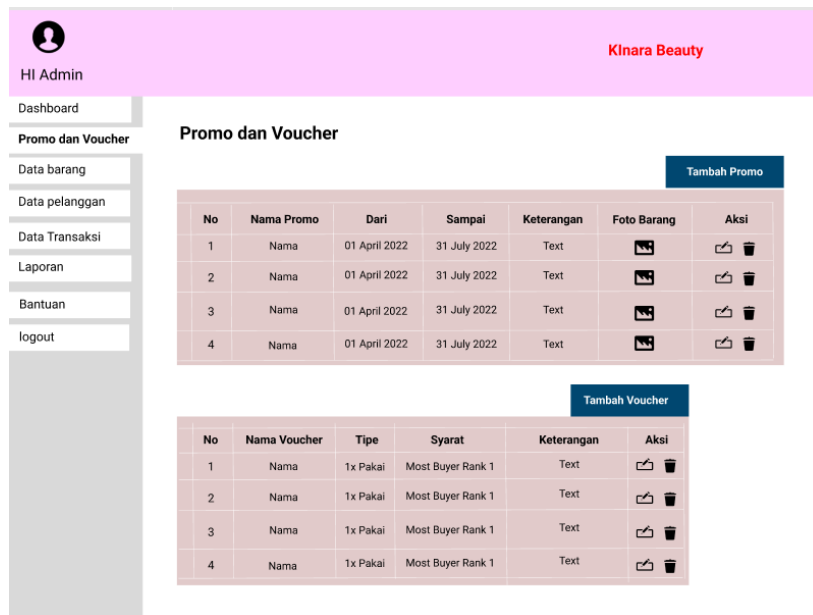 KInara Beauty
HI Admin
Dashboard
Promo dan Voucher
Data barang
Data pelanggan
Data Transaksi
Laporan
Bantuan
logout
Promo dan Voucher
Tambah Promo
No Nama Promo Dari Sampai Keterangan Foto Barang Aksi
1 Nama 01 April 2022 31 July 2022 Text
2 Nama 01 April 2022 31 July 2022 Text
3 Nama 01 April 2022 31 July 2022 Text
4 Nama 01 April 2022 31 July 2022 Text
Tambah Voucher
No Nama Voucher Tipe Syarat Keterangan Aksi
1 Nama 1x Pakai Most Buyer Rank 1 Text
2 Nama 1x Pakai Most Buyer Rank 1 Text
3 Nama 1x Pakai Most Buyer Rank 1 Text
4 Nama 1x Pakai Most Buyer Rank 1 Text